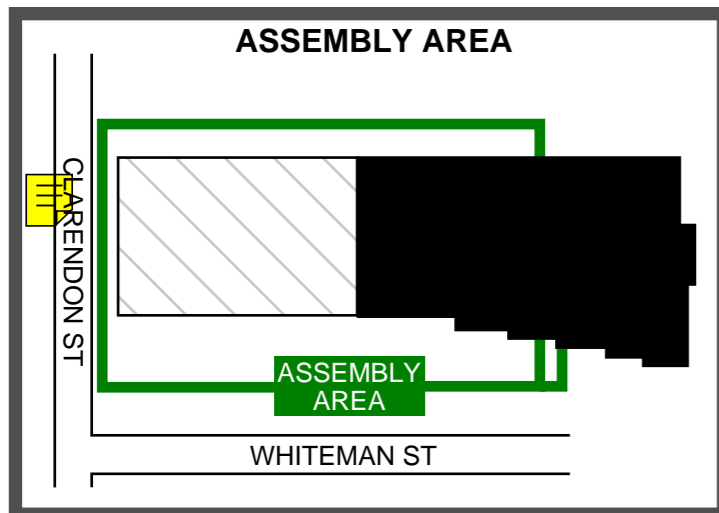 ASSEMBLY AREA
CLARENDON ST
ASSEMBLY
AREA
WHITEMAN ST